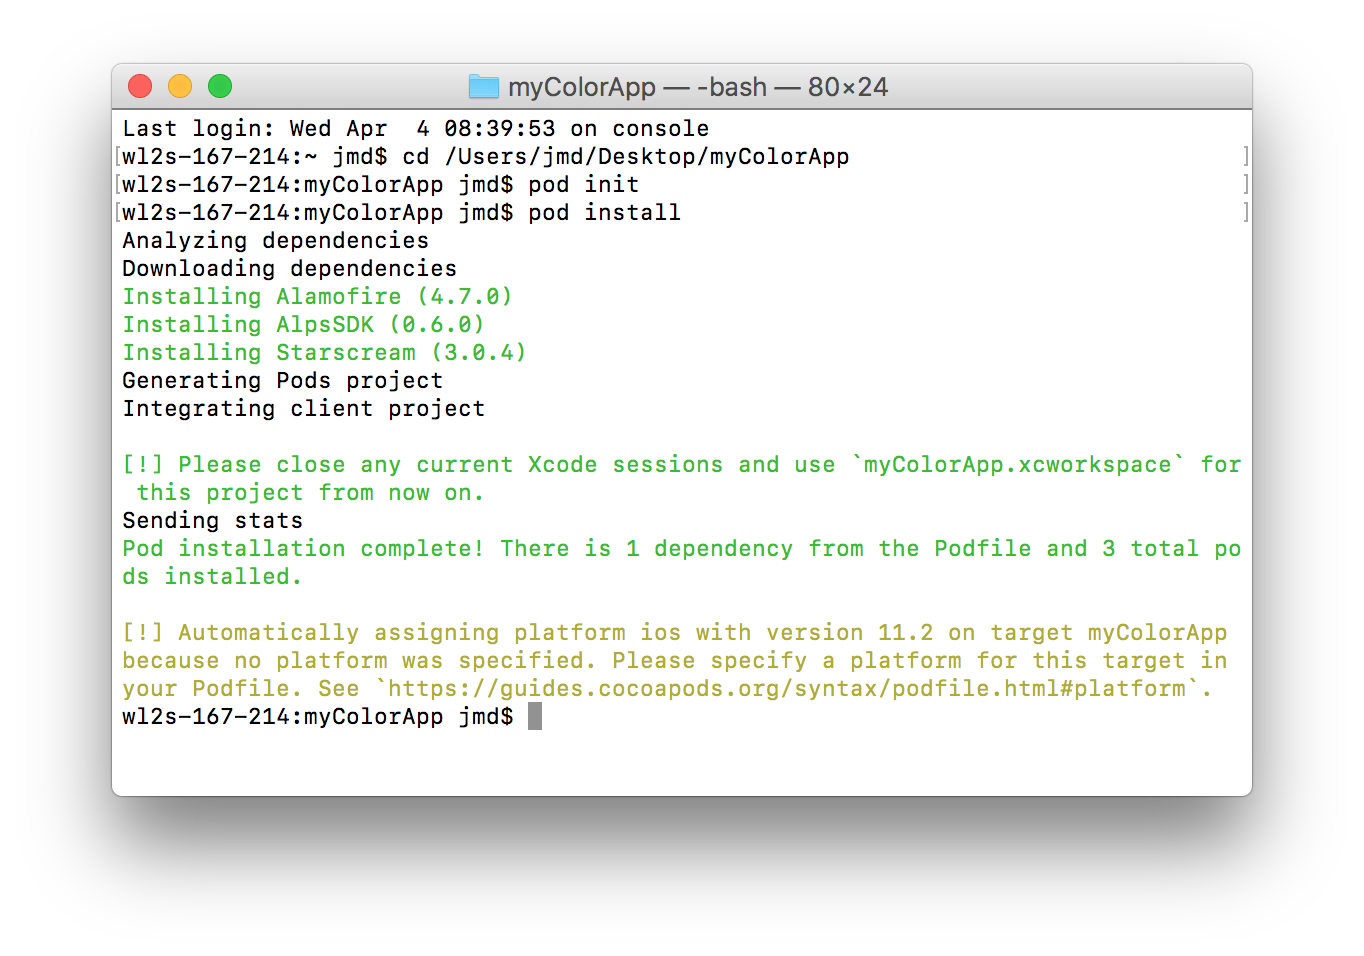 myColorApp — -bash — 80×24
Last login: Wed Apr  4 08:39:53 on console
[wl2s-167-214:~ jmd$ cd /Users/jmd/Desktop/myColorApp ]
[wl2s-167-214:myColorApp jmd$ pod init ]
[wl2s-167-214:myColorApp jmd$ pod install ]
Analyzing dependencies
Downloading dependencies
Installing Alamofire (4.7.0)
Installing AlpsSDK (0.6.0)
Installing Starscream (3.0.4)
Generating Pods project
Integrating client project
[!] Please close any current Xcode sessions and use `myColorApp.xcworkspace` for
 this project from now on.
Sending stats
Pod installation complete! There is 1 dependency from the Podfile and 3 total po
ds installed.
[!] Automatically assigning platform ios with version 11.2 on target myColorApp
because no platform was specified. Please specify a platform for this target in
your Podfile. See `https://guides.cocoapods.org/syntax/podfile.html#platform`.
wl2s-167-214:myColorApp jmd$